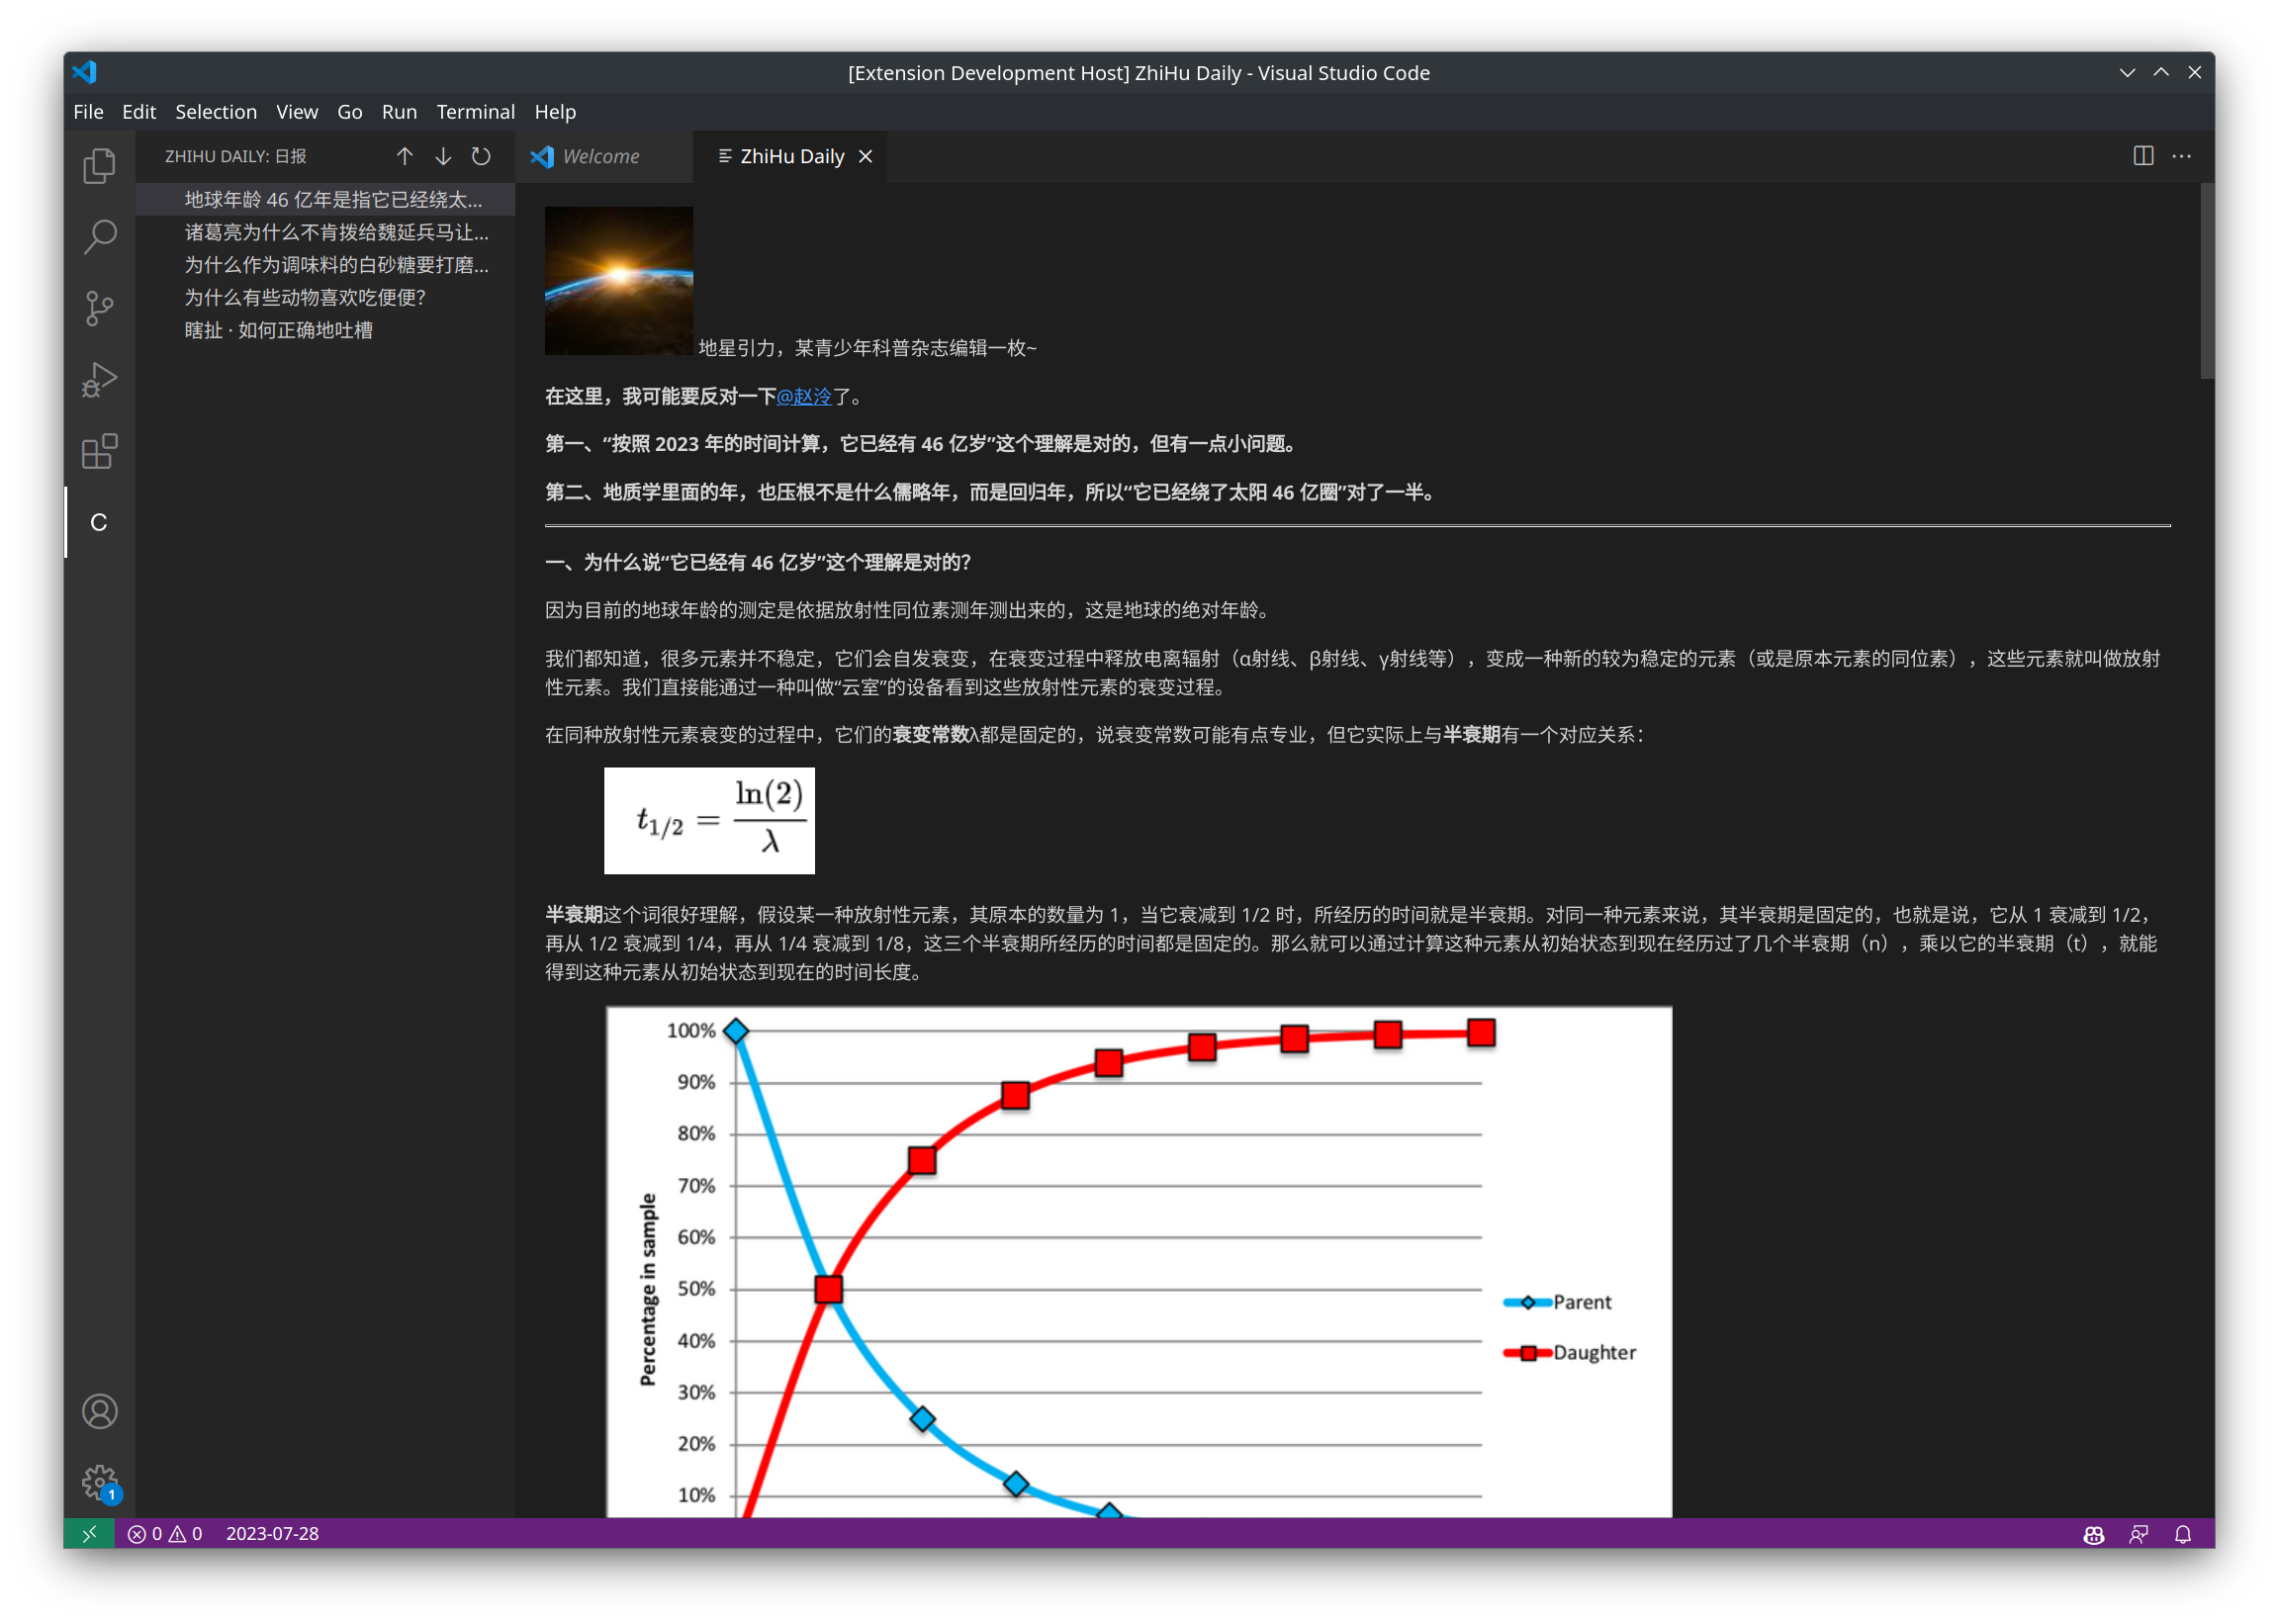 [Extension Development Host] ZhiHu Daily - Visual Studio Code
File Edit Selection View Go Run Terminal Help
ZHIHU DAILY: 日报
Welcome
ZhiHu Daily
地球年龄 46 亿年是指它已经绕太...
诸葛亮为什么不肯拨给魏延兵马让...
为什么作为调味料的白砂糖要打磨...
为什么有些动物喜欢吃便便？
瞎扯 · 如何正确地吐槽
C
地星引力，某青少年科普杂志编辑一枚~
在这里，我可能要反对一下@赵泠了。
第一、“按照 2023 年的时间计算，它已经有 46 亿岁”这个理解是对的，但有一点小问题。
第二、地质学里面的年，也压根不是什么儒略年，而是回归年，所以“它已经绕了太阳 46 亿圈”对了一半。
一、为什么说“它已经有 46 亿岁”这个理解是对的？
因为目前的地球年龄的测定是依据放射性同位素测年测出来的，这是地球的绝对年龄。
我们都知道，很多元素并不稳定，它们会自发衰变，在衰变过程中释放电离辐射（α射线、β射线、γ射线等），变成一种新的较为稳定的元素（或是原本元素的同位素），这些元素就叫做放射
性元素。我们直接能通过一种叫做“云室”的设备看到这些放射性元素的衰变过程。
在同种放射性元素衰变的过程中，它们的衰变常数λ都是固定的，说衰变常数可能有点专业，但它实际上与半衰期有一个对应关系：
t1/2 = ln(2)/λ
半衰期这个词很好理解，假设某一种放射性元素，其原本的数量为 1，当它衰减到 1/2 时，所经历的时间就是半衰期。对同一种元素来说，其半衰期是固定的，也就是说，它从 1 衰减到 1/2，
再从 1/2 衰减到 1/4，再从 1/4 衰减到 1/8，这三个半衰期所经历的时间都是固定的。那么就可以通过计算这种元素从初始状态到现在经历过了几个半衰期（n），乘以它的半衰期（t），就能
得到这种元素从初始状态到现在的时间长度。
100%
90%
80%
70%
60%
50%
40%
30%
20%
10%
Percentage in sample
Parent
Daughter
1
0 0 2023-07-28